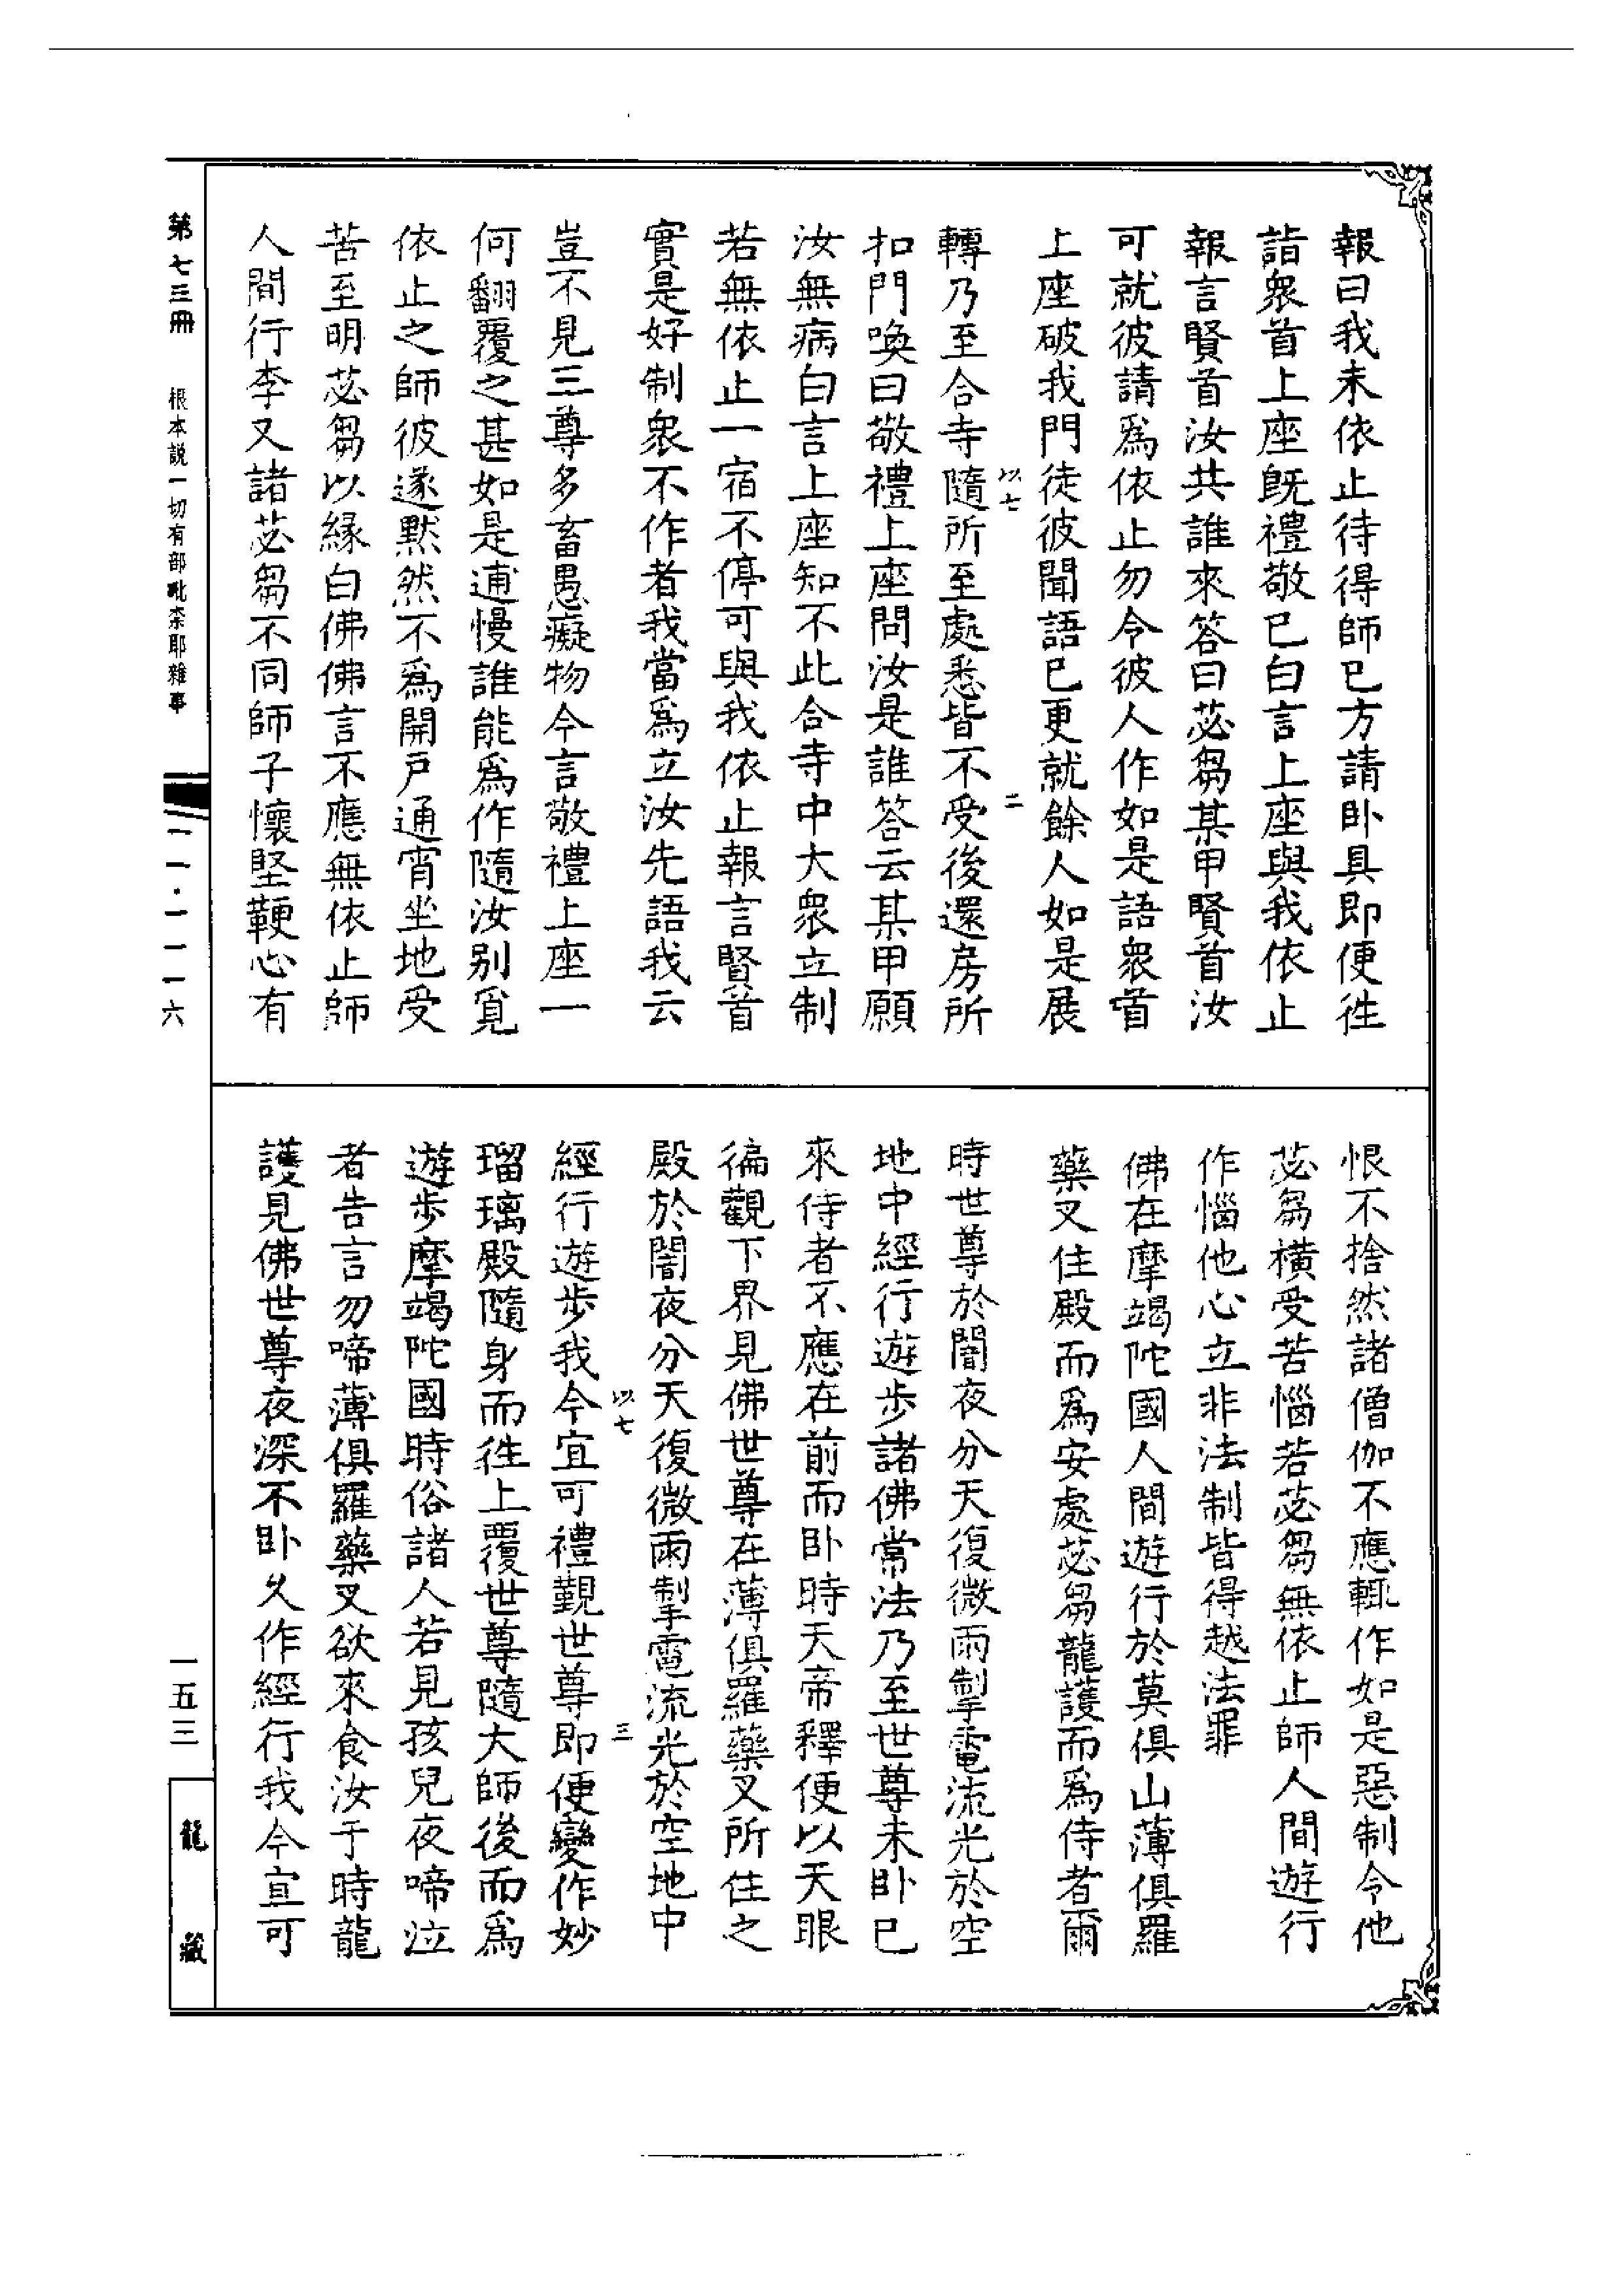 報曰我未依止待得師已方請卧具即便徃
詣衆首上座旣禮敬已白言上座與我依止
報言賢首汝共誰來答曰苾芻某甲賢首汝
可就彼請爲依止勿令彼人作如是語衆首
上座破我門徒彼聞語已更就餘人如是展
以七
二
轉乃至合寺隨所至處悉皆不受後還房所
扣門喚曰敬禮上座問汝是誰答云某甲願
汝無病白言上座知不此合寺中大衆立制
若無依止一宿不停可與我依止報言賢首
實是好制衆不作者我當爲立汝先語我云
豈不見三尊多畜愚癡物今言敬禮上座一
何翻覆之甚如是逋慢誰能爲作隨汝別覓
依止之師彼遂默然不爲開戶通宵坐地受
苦至明苾芻以緣白佛佛言不應無依止師
人間行李又諸苾芻不同師子懷堅鞕心有
恨不捨然諸僧伽不應輒作如是惡制令他
苾芻橫受苦惱若苾芻無依止師人間遊行
作惱他心立非法制皆得越法罪
佛在摩竭陀國人間遊行於莫俱山薄俱羅
藥叉住殿而爲安處苾芻龍護而爲侍者爾
時世尊於闇夜分天復微雨掣電流光於空
地中經行遊步諸佛常法乃至世尊未卧已
來侍者不應在前而卧時天帝釋便以天眼
徧觀下界見佛世尊在薄俱羅藥叉所住之
殿於闇夜分天復微雨掣電流光於空地中
以七
三
經行遊步我今宜可禮覲世尊即便變作妙
瑠璃殿隨身而徃上覆世尊隨大師後而爲
遊步摩竭陀國時俗諸人若見孩兒夜啼泣
者告言勿啼薄俱羅藥叉欲來食汝于時龍
護見佛世尊夜深不卧久作經行我今宜可
第七三冊
根本說一切有部毗柰耶雜事
一一·一一一六
一五三
龍藏